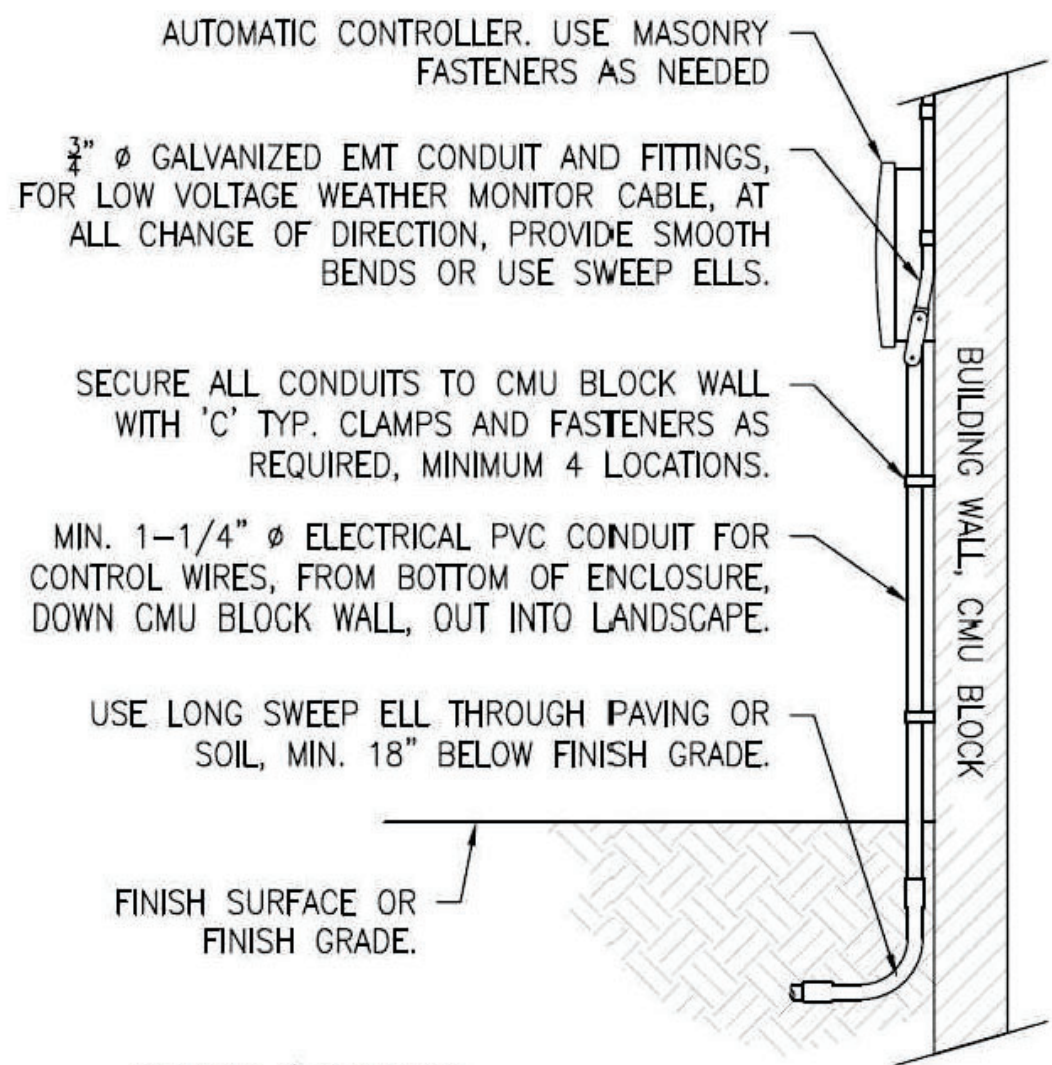 AUTOMATIC CONTROLLER. USE MASONRY
FASTENERS AS NEEDED
3/4" ø GALVANIZED EMT CONDUIT AND FITTINGS,
FOR LOW VOLTAGE WEATHER MONITOR CABLE, AT
ALL CHANGE OF DIRECTION, PROVIDE SMOOTH
BENDS OR USE SWEEP ELLS.
SECURE ALL CONDUITS TO CMU BLOCK WALL
WITH 'C' TYP. CLAMPS AND FASTENERS AS
REQUIRED, MINIMUM 4 LOCATIONS.
MIN. 1-1/4" ø ELECTRICAL PVC CONDUIT FOR
CONTROL WIRES, FROM BOTTOM OF ENCLOSURE,
DOWN CMU BLOCK WALL, OUT INTO LANDSCAPE.
USE LONG SWEEP ELL THROUGH PAVING OR
SOIL, MIN. 18" BELOW FINISH GRADE.
FINISH SURFACE OR
FINISH GRADE.
BUILDING WALL, CMU BLOCK